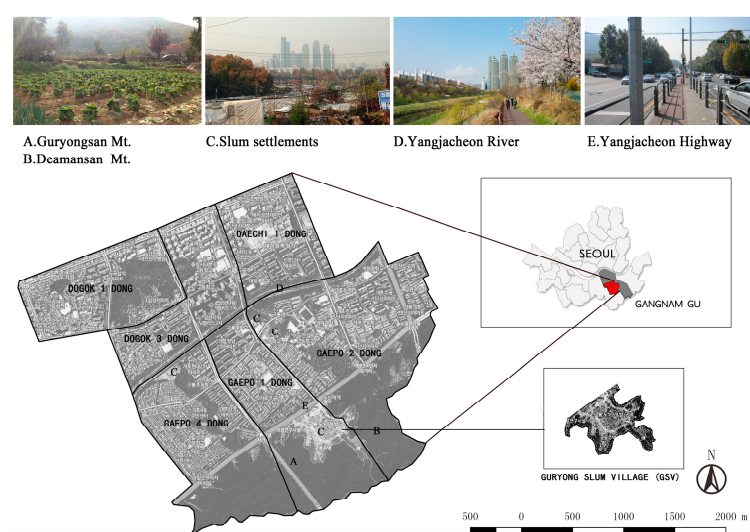 A.Guryongsan Mt.
B.Dcamansan Mt.
C.Slum settlements
D.Yangjacheon River
E.Yangjacheon Highway
DAECHI 1 DONG
DOGOK 1 DONG
D
DOGOK 3 DONG
C
C
GAEPO 2 DONG
C
GAEPO 1 DONG
E
GAEPO 4 DONG
C
B
A
SEOUL
GANGNAM GU
GURYONG SLUM VILLAGE (GSV)
N
500 0 500 1000 1500 2000 m